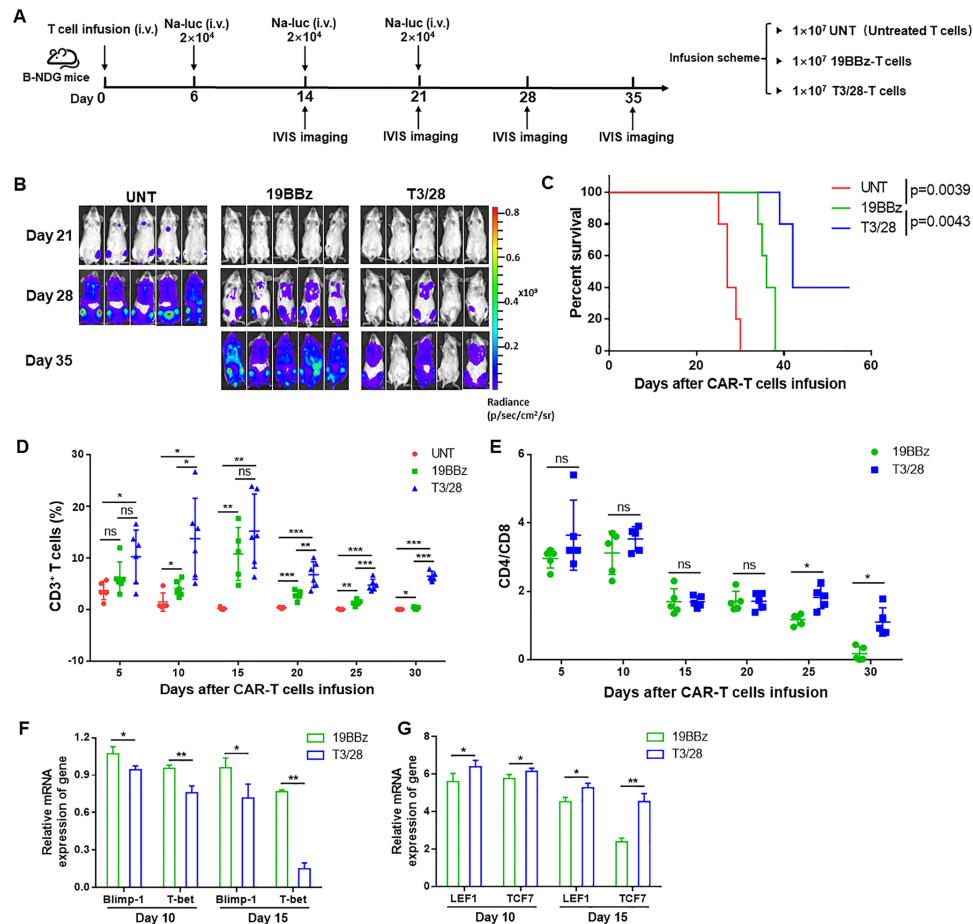 A
T cell infusion (i.v.)
Na-luc (i.v.)
2×10⁴
Na-luc (i.v.)
2×10⁴
Na-luc (i.v.)
2×10⁴
B-NDG mice
Day 0 6 14 21 28 35
IVIS imaging IVIS imaging IVIS imaging IVIS imaging
Infusion scheme
1×10⁷ UNT (Untreated T cells)
1×10⁷ 19BBz-T cells
1×10⁷ T3/28-T cells
B
UNT 19BBz T3/28
Day 21
Day 28
Day 35
0.8
0.6
×10⁹
0.4
0.2
Radiance
(p/sec/cm²/sr)
C
Percent survival
100
80
60
40
20
0
0 20 40 60
Days after CAR-T cells infusion
UNT
19BBz
T3/28
p=0.0039
p=0.0043
D
CD3⁺ T cells (%)
30
20
10
0
-10
* ns *
* * *
** ** ns
*** *** **
** *** ***
* *** ***
UNT
19BBz
T3/28
5 10 15 20 25 30
Days after CAR-T cells infusion
E
CD4/CD8
6
4
2
0
ns ns ns ns * *
19BBz
T3/28
5 10 15 20 25 30
Days after CAR-T cells infusion
F
Relative mRNA
expression of gene
1.2
0.9
0.6
0.3
0.0
* ** * **
19BBz
T3/28
Blimp-1 T-bet Blimp-1 T-bet
Day 10 Day 15
G
Relative mRNA
expression of gene
8
6
4
2
0
* * * **
19BBz
T3/28
LEF1 TCF7 LEF1 TCF7
Day 10 Day 15